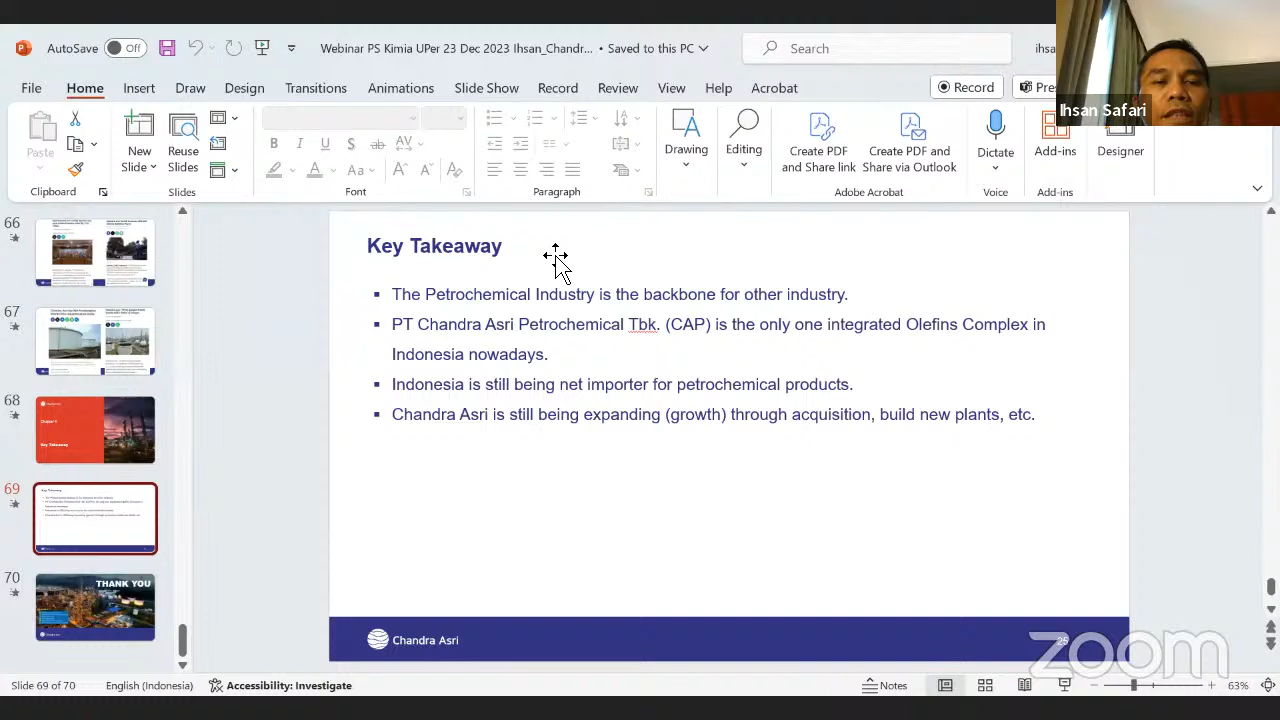 AutoSave Off Webinar PS Kimia UPer 23 Dec 2023 Ihsan_Chandr... • Saved to this PC Search ihs
File Home Insert Draw Design Transitions Animations Slide Show Record Review View Help Acrobat Record Pres
Ihsan Safari
Paste New Slide Reuse Slides Drawing Editing Create PDF and Share link Create PDF and Share via Outlook Dictate Add-ins Designer
Clipboard Slides Font Paragraph Adobe Acrobat Voice Add-ins
66
67
68
Key Takeaway
69
70
THANK YOU
Key Takeaway
▪ The Petrochemical Industry is the backbone for other industry.
▪ PT Chandra Asri Petrochemical Tbk. (CAP) is the only one integrated Olefins Complex in
Indonesia nowadays.
▪ Indonesia is still being net importer for petrochemical products.
▪ Chandra Asri is still being expanding (growth) through acquisition, build new plants, etc.
Chandra Asri
25
zoom
Slide 69 of 70 English (Indonesia) Accessibility: Investigate Notes 63%